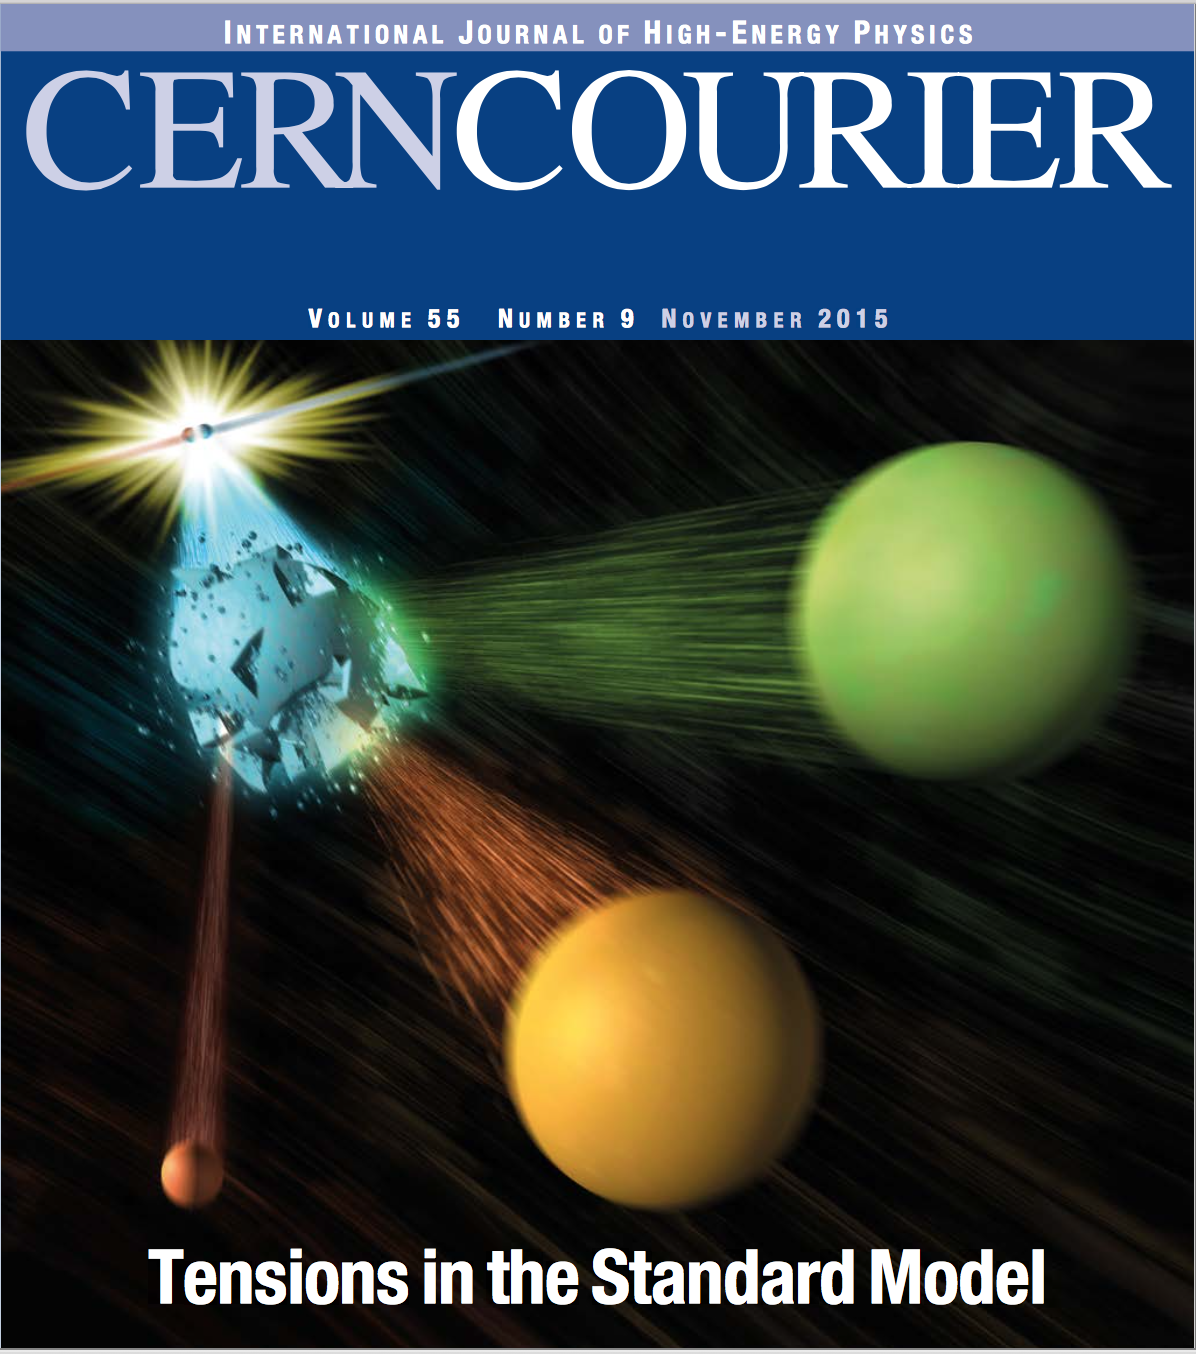 INTERNATIONAL JOURNAL OF HIGH-ENERGY PHYSICS
CERNCOURIER
VOLUME 55 NUMBER 9 NOVEMBER 2015
Tensions in the Standard Model